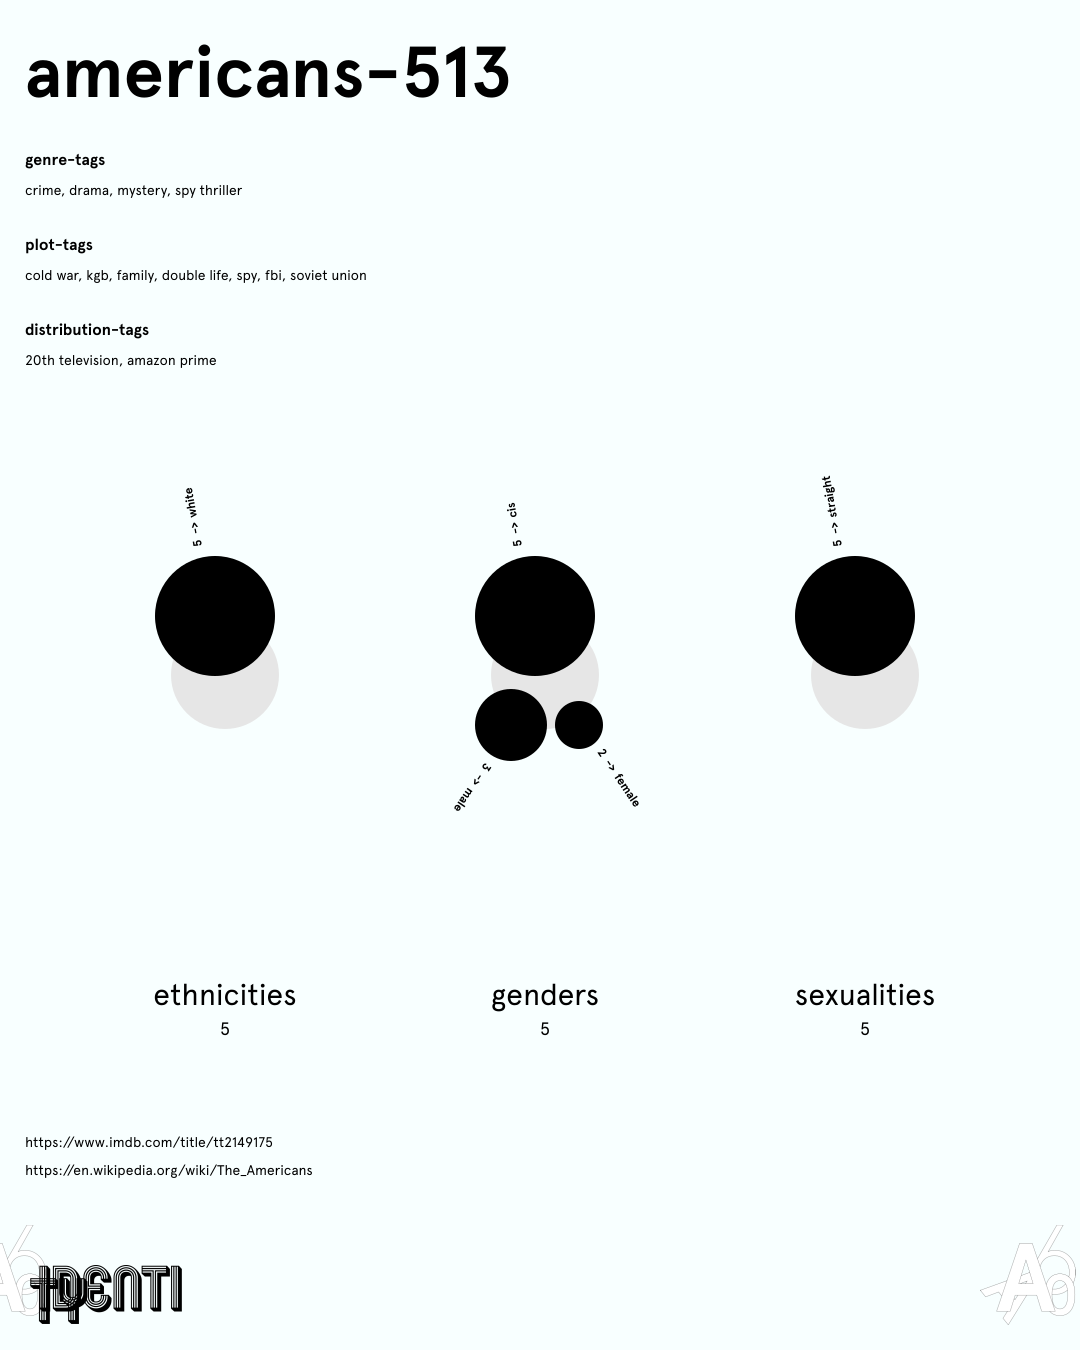 americans-513
genre-tags
crime, drama, mystery, spy thriller
plot-tags
cold war, kgb, family, double life, spy, fbi, soviet union
distribution-tags
20th television, amazon prime
5 -> white
5 -> cis
5 -> straight
3 -> male
2 -> female
ethnicities
5
genders
5
sexualities
5
https://www.imdb.com/title/tt2149175
https://en.wikipedia.org/wiki/The_Americans
IDENTI
TY